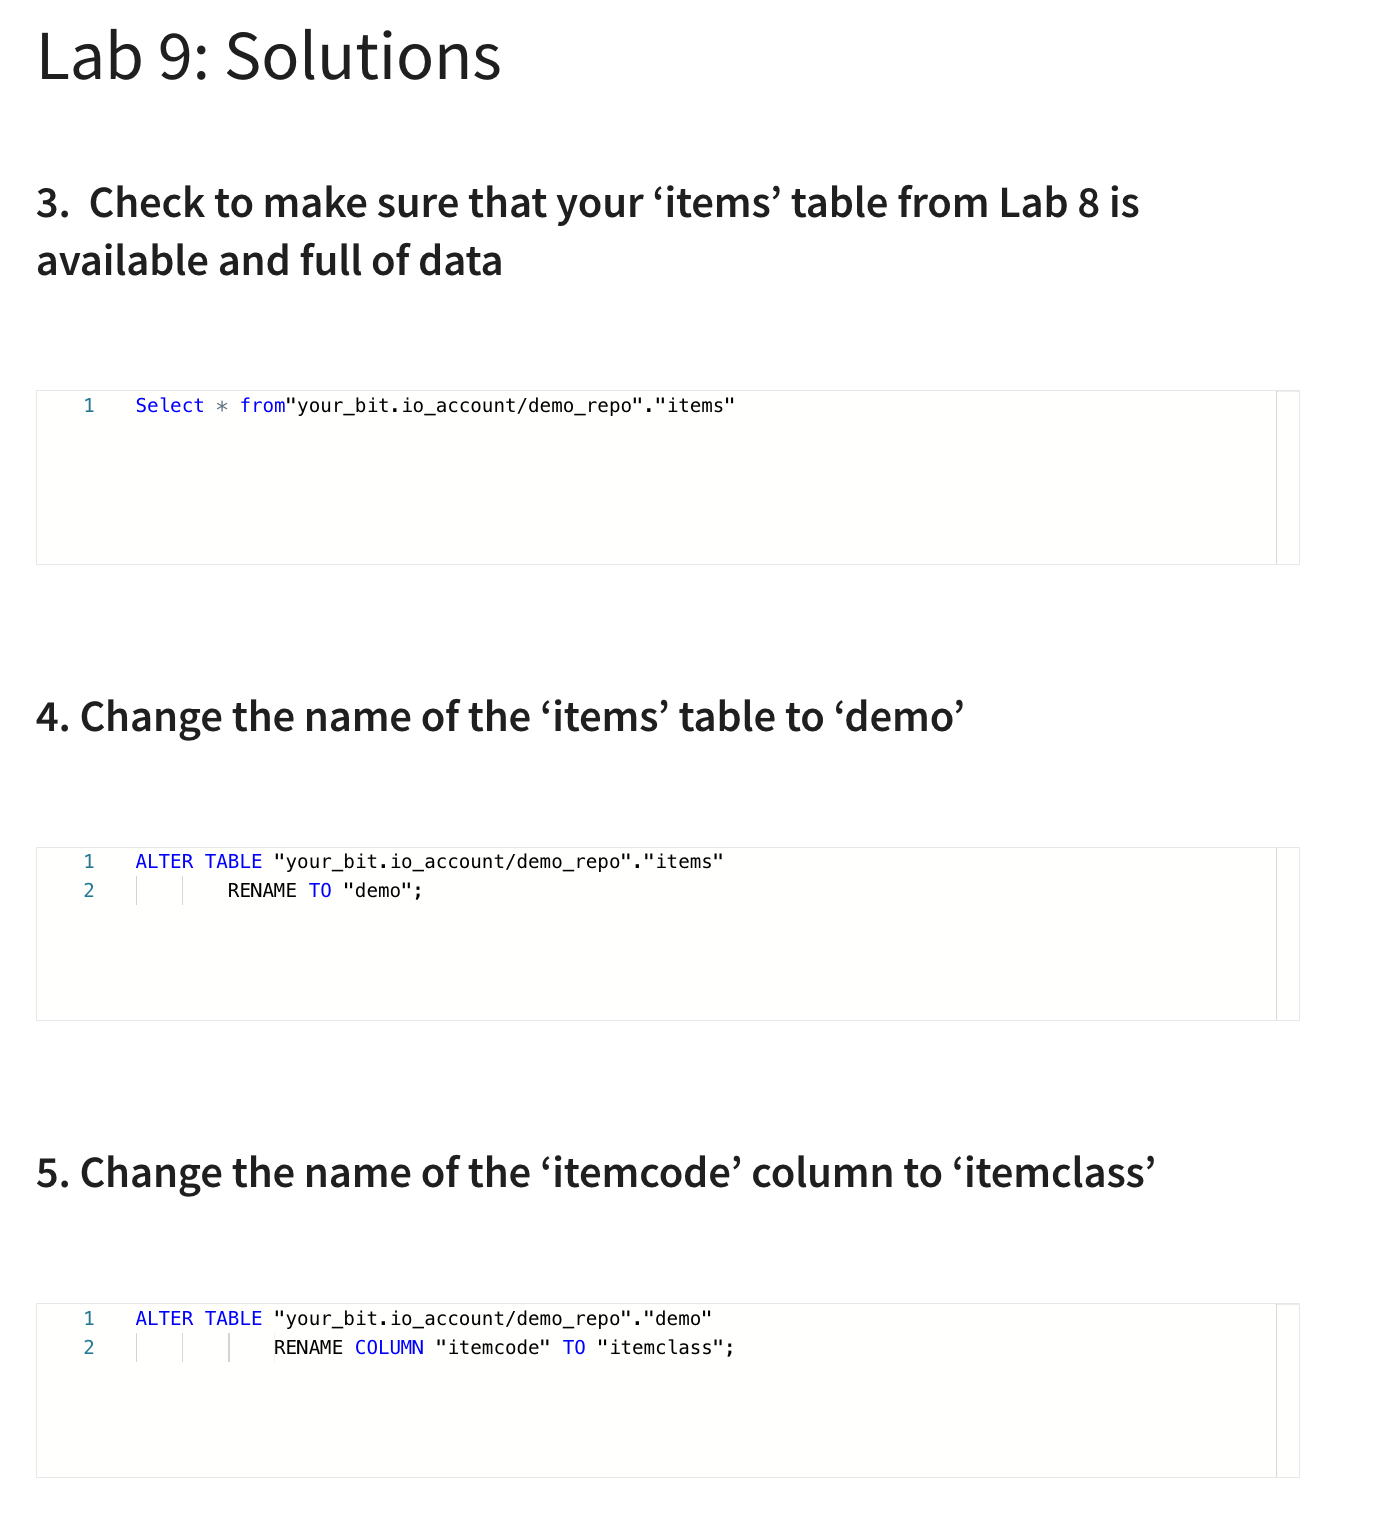 Lab 9: Solutions
3.  Check to make sure that your ‘items’ table from Lab 8 is
available and full of data
1 Select * from"your_bit.io_account/demo_repo"."items"
4. Change the name of the ‘items’ table to ‘demo’
1 ALTER TABLE "your_bit.io_account/demo_repo"."items"
2 RENAME TO "demo";
5. Change the name of the ‘itemcode’ column to ‘itemclass’
1 ALTER TABLE "your_bit.io_account/demo_repo"."demo"
2 RENAME COLUMN "itemcode" TO "itemclass";